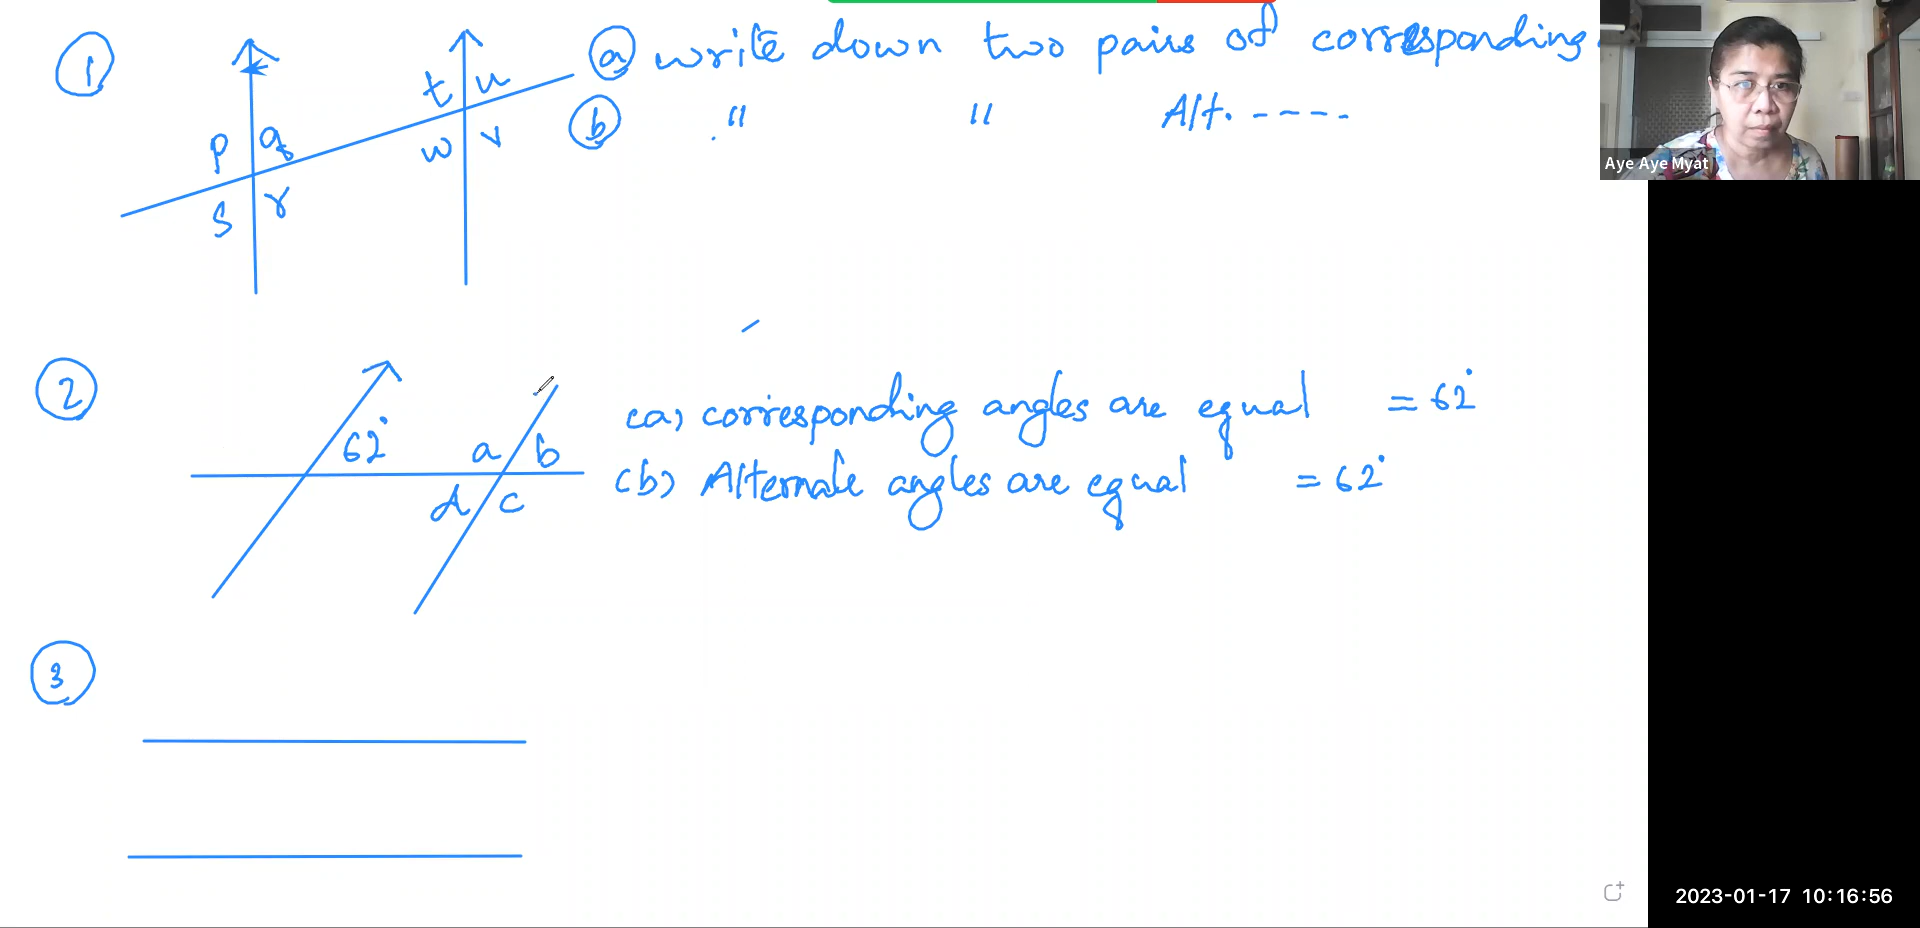 1
t u
p q
w v
s r
a write down two pairs of corresponding
b " " Alt. ----
Aye Aye Myat
2
62°
a b
d c
(a) corresponding angles are equal = 62°
(b) Alternate angles are equal = 62°
3
2023-01-17 10:16:56